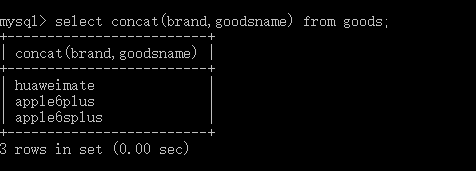 mysql> select concat(brand,goodsname) from goods;
+-------------------------+
| concat(brand,goodsname) |
+-------------------------+
| huaweimate              |
| apple6plus              |
| apple6splus             |
+-------------------------+
3 rows in set (0.00 sec)